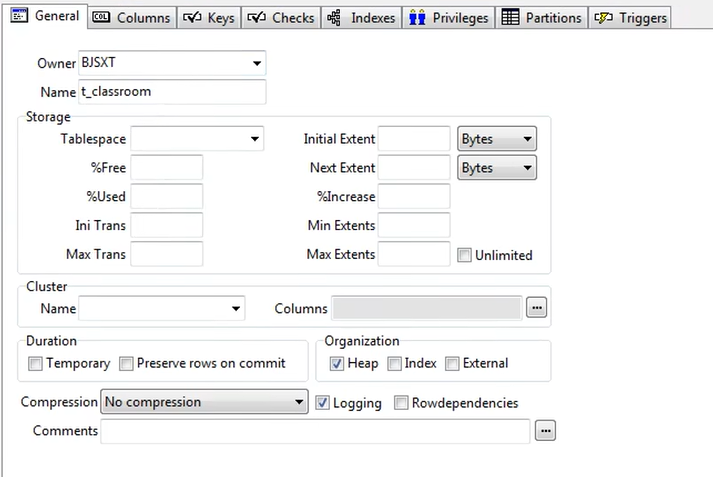 General Columns Keys Checks Indexes Privileges Partitions Triggers
Owner BJSXT
Name t_classroom
Storage
Tablespace Initial Extent Bytes
%Free Next Extent Bytes
%Used %Increase
Ini Trans Min Extents
Max Trans Max Extents Unlimited
Cluster
Name Columns ...
Duration Organization
Temporary Preserve rows on commit Heap Index External
Compression No compression Logging Rowdependencies
Comments ...